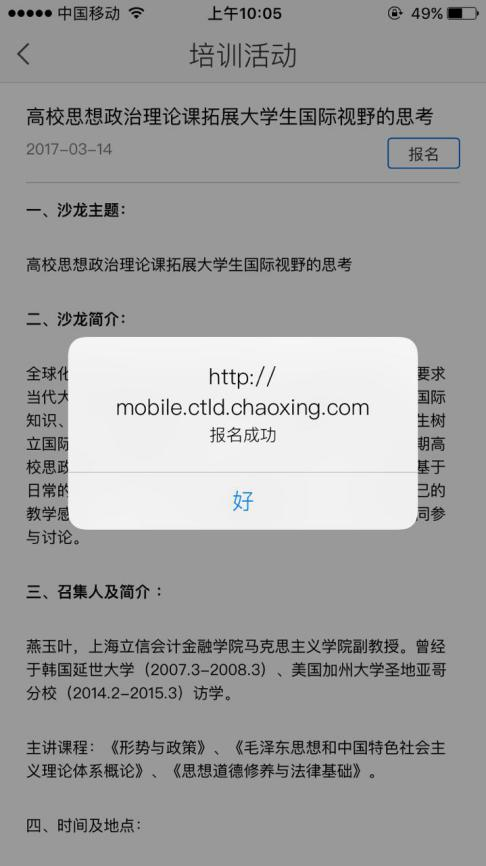 中国移动 上午10:05 49%
培训活动
高校思想政治理论课拓展大学生国际视野的思考
2017-03-14
报名
一、沙龙主题：
高校思想政治理论课拓展大学生国际视野的思考
二、沙龙简介：
http://
mobile.ctld.chaoxing.com
报名成功
好
全球化 要求
当代大 国际
知识、 生树
立国际 期高
校思政 基于
日常的 己的
教学感 同参
与讨论。
三、召集人及简介 ：
燕玉叶，上海立信会计金融学院马克思主义学院副教授。曾经
于韩国延世大学（2007.3-2008.3）、美国加州大学圣地亚哥
分校（2014.2-2015.3）访学。
主讲课程：《形势与政策》、《毛泽东思想和中国特色社会主
义理论体系概论》、《思想道德修养与法律基础》。
四、时间及地点：